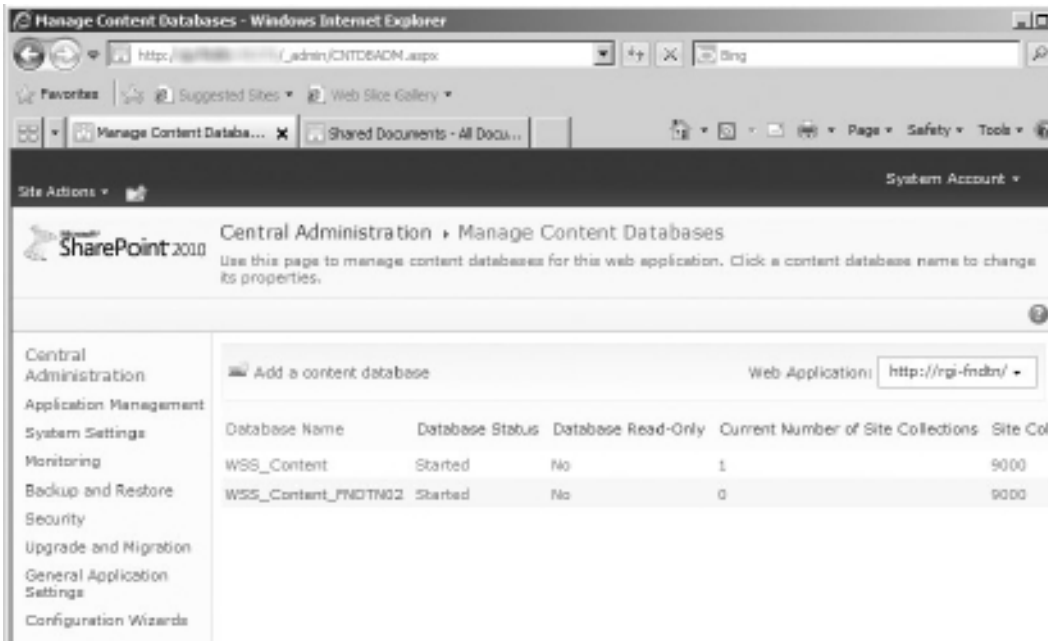 Manage Content Databases - Windows Internet Explorer
http:/ /_admin/CNTDBADM.aspx
Bing
Favorites Suggested Sites Web Slice Gallery
Manage Content Databa... Shared Documents - All Docu... Page Safety Tools
System Account
Site Actions
Microsoft
SharePoint 2010
Central Administration Manage Content Databases
Use this page to manage content databases for this web application. Click a content database name to change
its properties.
Central
Administration
Application Management
System Settings
Monitoring
Backup and Restore
Security
Upgrade and Migration
General Application
Settings
Configuration Wizards
Add a content database Web Application: http://rgi-fndtn/
Database Name Database Status Database Read-Only Current Number of Site Collections Site Col
WSS_Content Started No 1 9000
WSS_Content_FNDTN02 Started No 0 9000